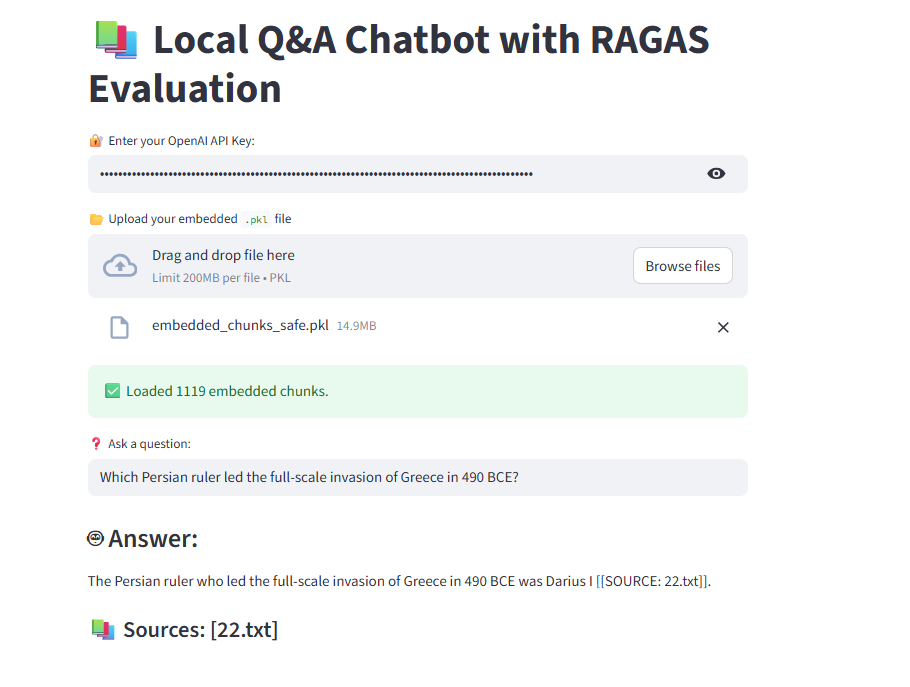 Local Q&A Chatbot with RAGAS
Evaluation
Enter your OpenAI API Key:
Upload your embedded .pkl file
Drag and drop file here
Limit 200MB per file • PKL
Browse files
embedded_chunks_safe.pkl 14.9MB
Loaded 1119 embedded chunks.
Ask a question:
Which Persian ruler led the full-scale invasion of Greece in 490 BCE?
Answer:
The Persian ruler who led the full-scale invasion of Greece in 490 BCE was Darius I [[SOURCE: 22.txt]].
Sources: [22.txt]